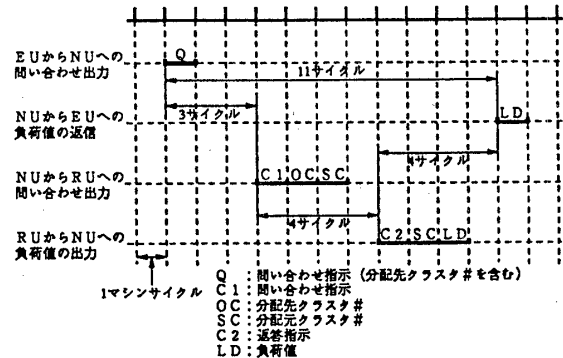 EUからNUへの
問い合わせ出力
Q
11サイクル
NUからEUへの
負荷値の返信
3サイクル
LD
4サイクル
NUからRUへの
問い合わせ出力
C1 OC SC
4サイクル
RUからNUへの
負荷値の出力
C2 SC LD
1マシンサイクル
Q : 問い合わせ指示 (分配先クラスタ#を含む)
C1 : 問い合わせ指示
OC : 分配先クラスタ#
SC : 分配元クラスタ#
C2 : 返答指示
LD : 負荷値